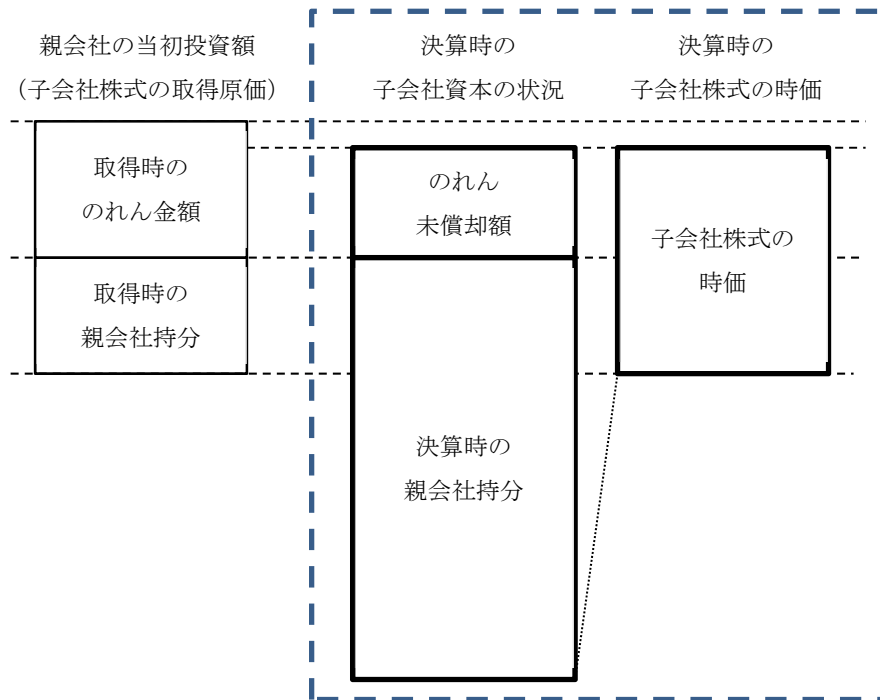 親会社の当初投資額
（子会社株式の取得原価）
決算時の
子会社資本の状況
決算時の
子会社株式の時価
取得時の
のれん金額
取得時の
親会社持分
のれん
未償却額
決算時の
親会社持分
子会社株式の
時価